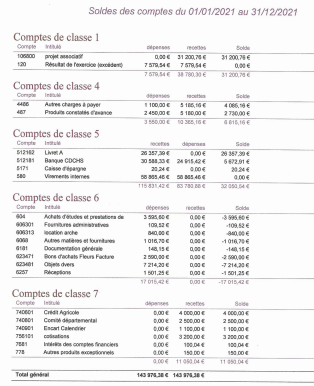 Soldes des comptes du 01/01/2021 au 31/12/2021
Comptes de classe 1
Compte Intitulé dépenses recettes Solde
106800 projet associatif 0,00 € 31 200,76 € 31 200,76 €
120 Résultat de l'exercice (excédent) 7 579,54 € 7 579,54 € 0,00 €
7 579,54 € 38 780,30 € 31 200,76 €
Comptes de classe 4
Compte Intitulé dépenses recettes Solde
4486 Autres charges à payer 1 100,00 € 5 185,16 € 4 085,16 €
487 Produits constatés d'avance 2 450,00 € 5 180,00 € 2 730,00 €
3 550,00 € 10 365,16 € 6 815,16 €
Comptes de classe 5
Compte Intitulé recettes dépenses Solde
512162 Livret A 26 357,39 € 0,00 € 26 357,39 €
512181 Banque CDCHS 30 588,33 € 24 915,42 € 5 672,91 €
5171 Caisse d'épargne 20,24 € 0,00 € 20,24 €
580 Virements internes 58 865,46 € 58 865,46 € 0,00 €
115 831,42 € 83 780,88 € 32 050,54 €
Comptes de classe 6
Compte Intitulé dépenses recettes Solde
604 Achats d'études et prestations de 3 595,60 € 0,00 € -3 595,60 €
606301 Fournitures administratives 109,52 € 0,00 € -109,52 €
606313 location arche 840,00 € 0,00 € -840,00 €
6068 Autres matières et fournitures 1 016,70 € 0,00 € -1 016,70 €
6181 Documentation générale 148,35 € 0,00 €
623471 Bons d'achats Fleurs Facture 2 590,00 € 0,00 € -2 590,00 €
623481 Objets divers 7 214,20 € 0,00 € -7 214,20 €
6257 Réceptions 1 501,25 € 0,00 € -1 501,25 €
17 015,42 € 0,00 € -17 015,42 €
Comptes de classe 7
Compte Intitulé dépenses recettes Solde
740601 Crédit Agricole 0,00 € 4 000,00 € 4 000,00 €
740801 Comité départemental 0,00 € 2 500,00 € 2 500,00 €
740901 Encart Calendrier 0,00 € 1 100,00 € 1 100,00 €
756101 cotisations 0,00 € 3 200,00 € 3 200,00 €
7681 Intérêts des comptes financiers 0,00 € 100,04 € 100,04 €
778 Autres produits exceptionnels 0,00 € 150,00 € 150,00 €
0,00 € 11 050,04 € 11 050,04 €
Total général 143 976,38 € 143 976,38 €